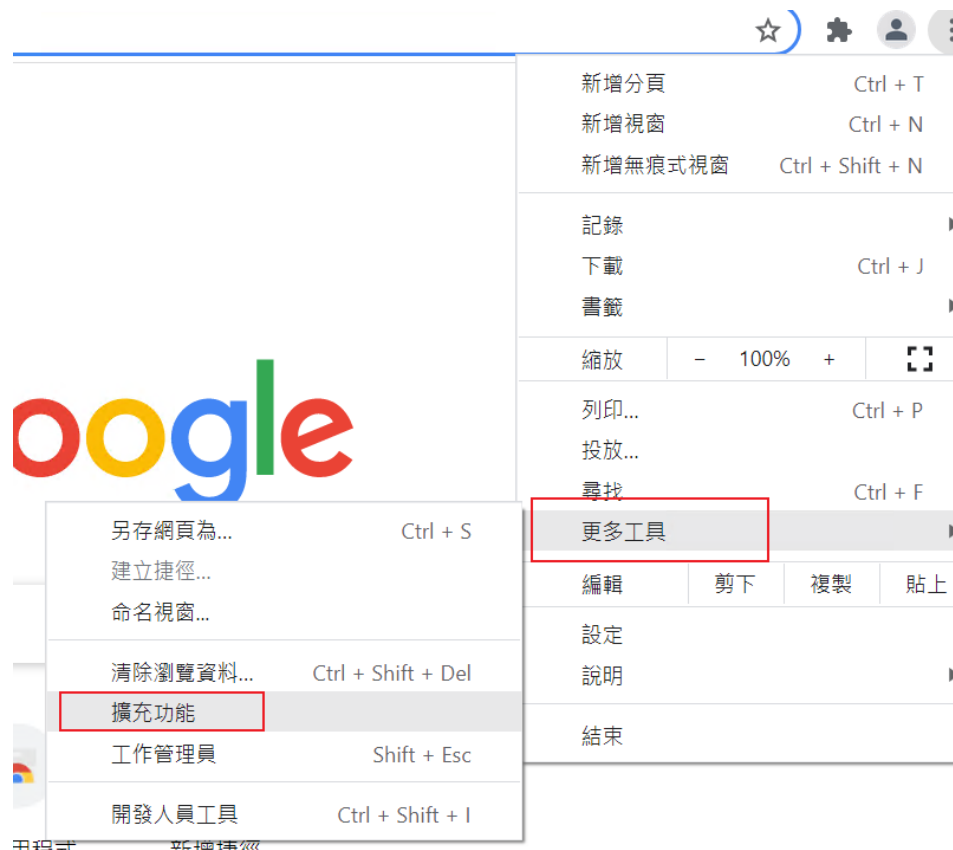 新增分頁 Ctrl + T
新增視窗 Ctrl + N
新增無痕式視窗 Ctrl + Shift + N
記錄
下載 Ctrl + J
書籤
縮放 - 100% +
列印... Ctrl + P
投放...
尋找 Ctrl + F
更多工具
編輯 剪下 複製 貼上
設定
說明
結束
oogle
另存網頁為... Ctrl + S
建立捷徑...
命名視窗...
清除瀏覽資料... Ctrl + Shift + Del
擴充功能
工作管理員 Shift + Esc
開發人員工具 Ctrl + Shift + I
新增捷徑